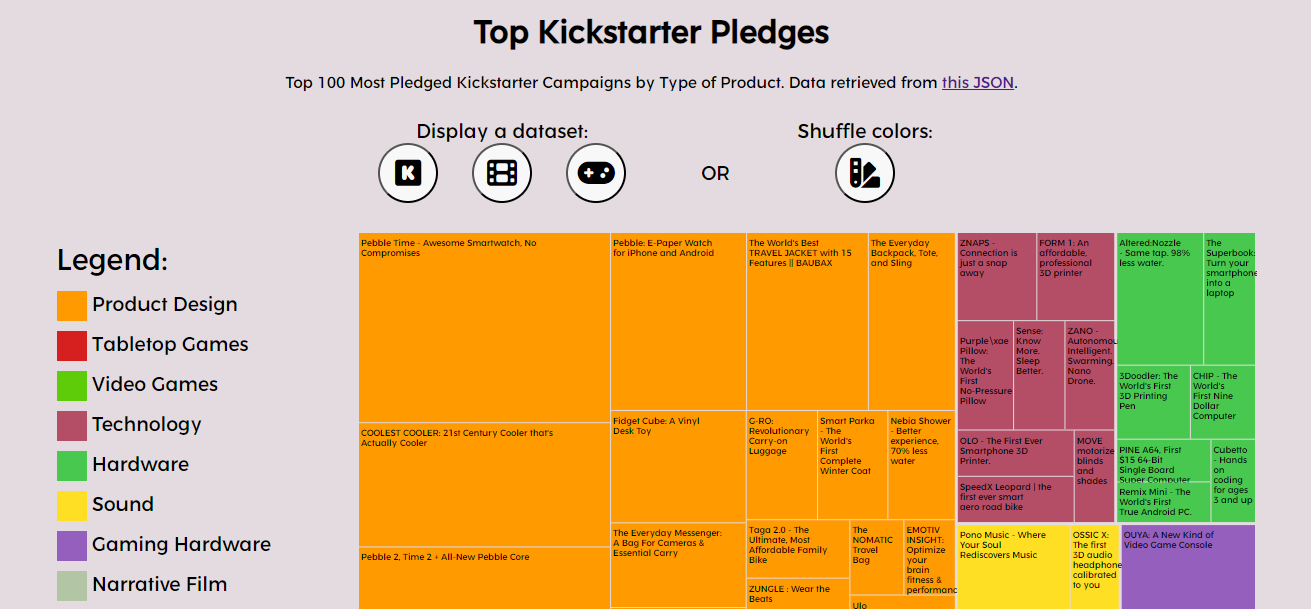 Top Kickstarter Pledges
Top 100 Most Pledged Kickstarter Campaigns by Type of Product. Data retrieved from this JSON.
Display a dataset:
Shuffle colors:
K
OR
Legend:
Product Design
Tabletop Games
Video Games
Technology
Hardware
Sound
Gaming Hardware
Narrative Film
Pebble Time - Awesome Smartwatch, No
Compromises
COOLEST COOLER: 21st Century Cooler that's
Actually Cooler
Pebble 2, Time 2 + All-New Pebble Core
Pebble: E-Paper Watch
for iPhone and Android
Fidget Cube: A Vinyl
Desk Toy
The Everyday Messenger:
A Bag For Cameras &
Essential Carry
The World's Best
TRAVEL JACKET with 15
Features || BAUBAX
The Everyday
Backpack, Tote,
and Sling
G-RO:
Revolutionary
Carry-on
Luggage
Smart Parka
- The
World's
First
Complete
Winter Coat
Nebia Shower
- Better
experience,
70% less
water
Taga 2.0 - The
Ultimate, Most
Affordable Family
Bike
ZUNGLE : Wear the
Beats
The
NOMATIC
Travel
Bag
Ulo
EMOTIV
INSIGHT:
Optimize
your
brain
fitness &
performanc
ZNAPS -
Connection is
just a snap
away
FORM 1: An
affordable,
professional
3D printer
Purple\xae
Pillow:
The
World's
First
No-Pressure
Pillow
Sense:
Know
More.
Sleep
Better.
ZANO -
Autonomou
Intelligent.
Swarming.
Nano
Drone.
OLO - The First Ever
Smartphone 3D
Printer.
SpeedX Leopard | the
first ever smart
aero road bike
MOVE
motorize
blinds
and
shades
Altered:Nozzle
- Same tap. 98%
less water.
The
Superbook:
Turn your
smartphone
into a
laptop
3Doodler: The
World's First
3D Printing
Pen
CHIP - The
World's
First Nine
Dollar
Computer
PINE A64, First
$15 64-Bit
Single Board
Super Computer
Remix Mini - The
World's First
True Android PC.
Cubetto
- Hands
on
coding
for ages
3 and up
Pono Music - Where
Your Soul
Rediscovers Music
OSSIC X:
The first
3D audio
headphone
calibrated
to you
OUYA: A New Kind of
Video Game Console